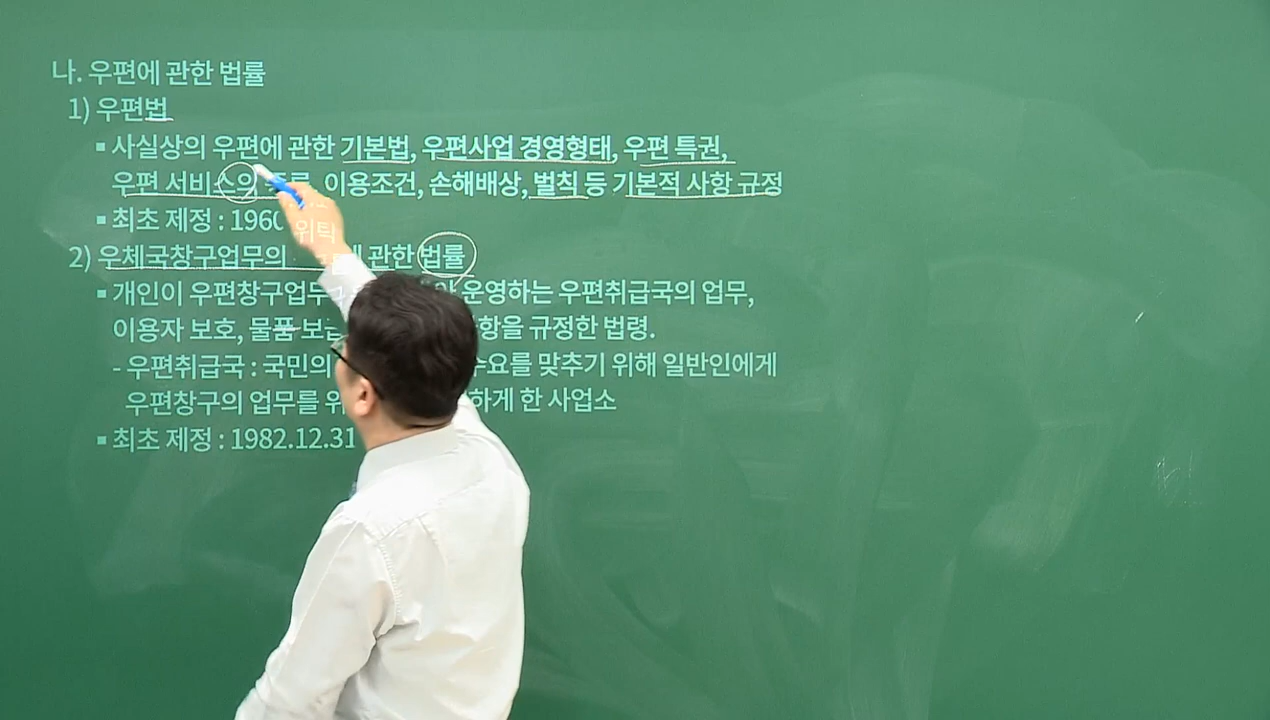 나. 우편에 관한 법률
1) 우편법
▪ 사실상의 우편에 관한 기본법, 우편사업 경영형태, 우편 특권,
우편 서비스의 이용조건, 손해배상, 벌칙 등 기본적 사항 규정
▪ 최초 제정 : 1960
위탁
2) 우체국창구업무의 관한 법률
▪ 개인이 우편창구업무 운영하는 우편취급국의 업무,
이용자 보호, 물품 보급 규정한 법령.
- 우편취급국 : 국민의 수요를 맞추기 위해 일반인에게
우편창구의 업무를 하게 한 사업소
▪ 최초 제정 : 1982.12.31